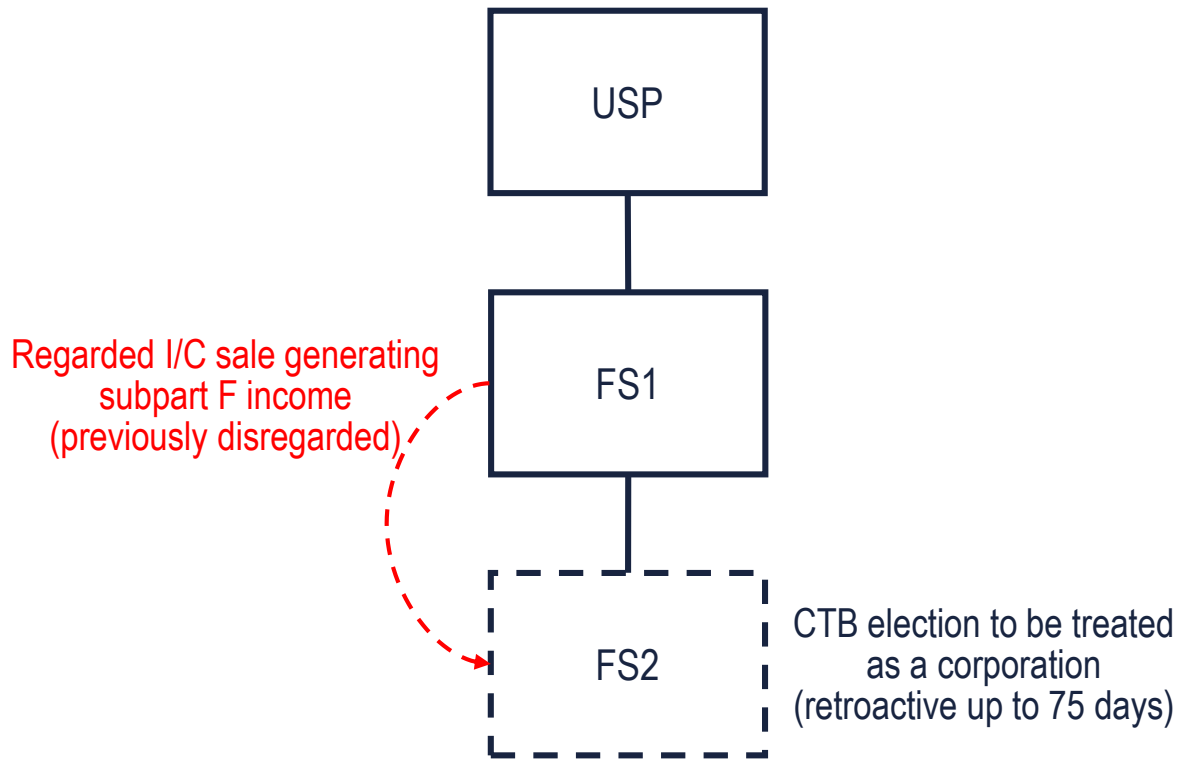 USP
Regarded I/C sale generating
subpart F income
(previously disregarded)
FS1
FS2
CTB election to be treated
as a corporation
(retroactive up to 75 days)